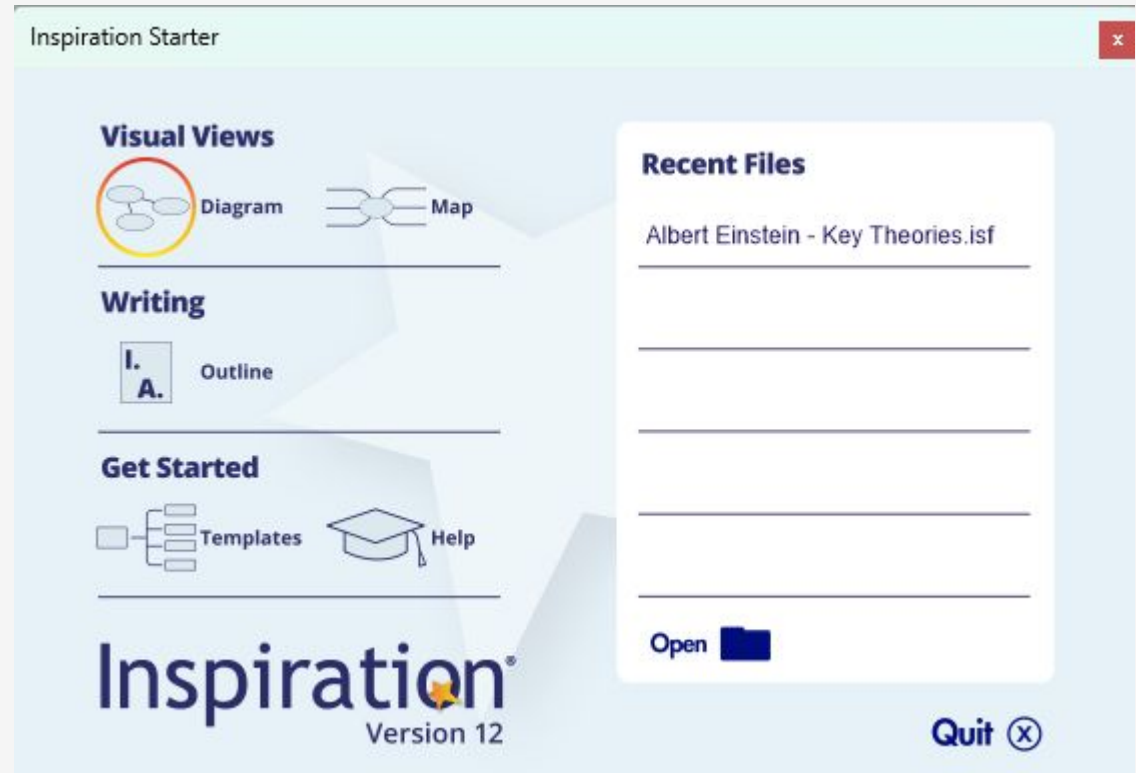 Inspiration Starter
x
Visual Views
Diagram
Map
Writing
I.
A.
Outline
Get Started
Templates
Help
Inspiration®
Version 12
Recent Files
Albert Einstein - Key Theories.isf
Open
Quit